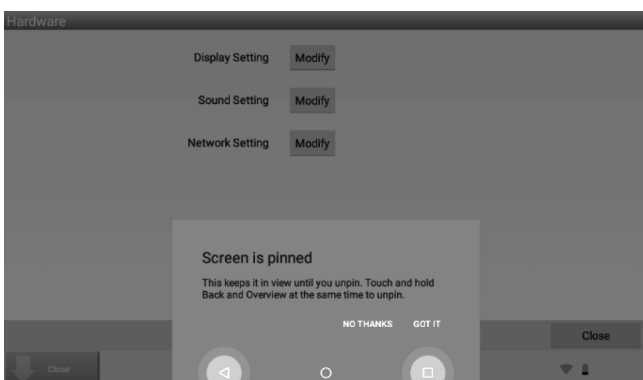 Hardware
Display Setting Modify
Sound Setting Modify
Network Setting Modify
Screen is pinned
This keeps it in view until you unpin. Touch and hold
Back and Overview at the same time to unpin.
NO THANKS GOT IT
Close
Close